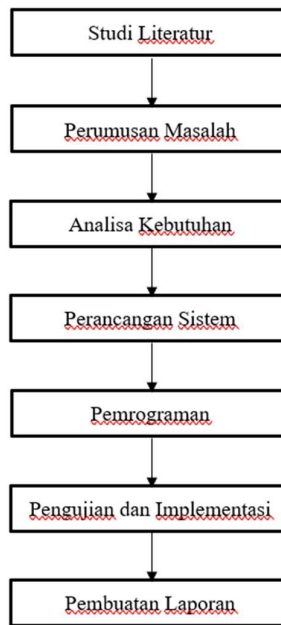 Studi Literatur
Perumusan Masalah
Analisa Kebutuhan
Perancangan Sistem
Pemrograman
Pengujian dan Implementasi
Pembuatan Laporan